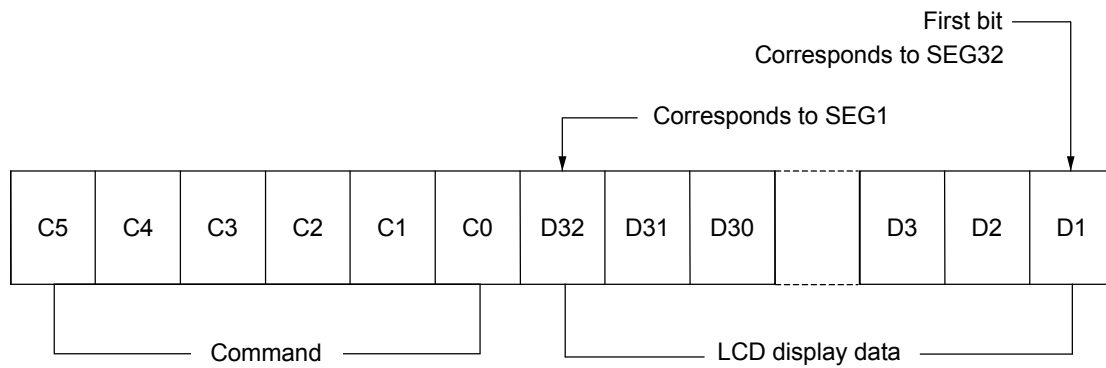 First bit
Corresponds to SEG32
Corresponds to SEG1
C5 C4 C3 C2 C1 C0 D32 D31 D30 D3 D2 D1
Command
LCD display data